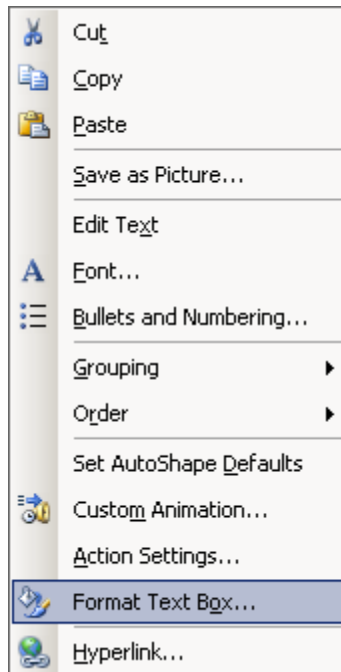 Cut
Copy
Paste
Save as Picture...
Edit Text
Font...
Bullets and Numbering...
Grouping
Order
Set AutoShape Defaults
Custom Animation...
Action Settings...
Format Text Box...
Hyperlink...